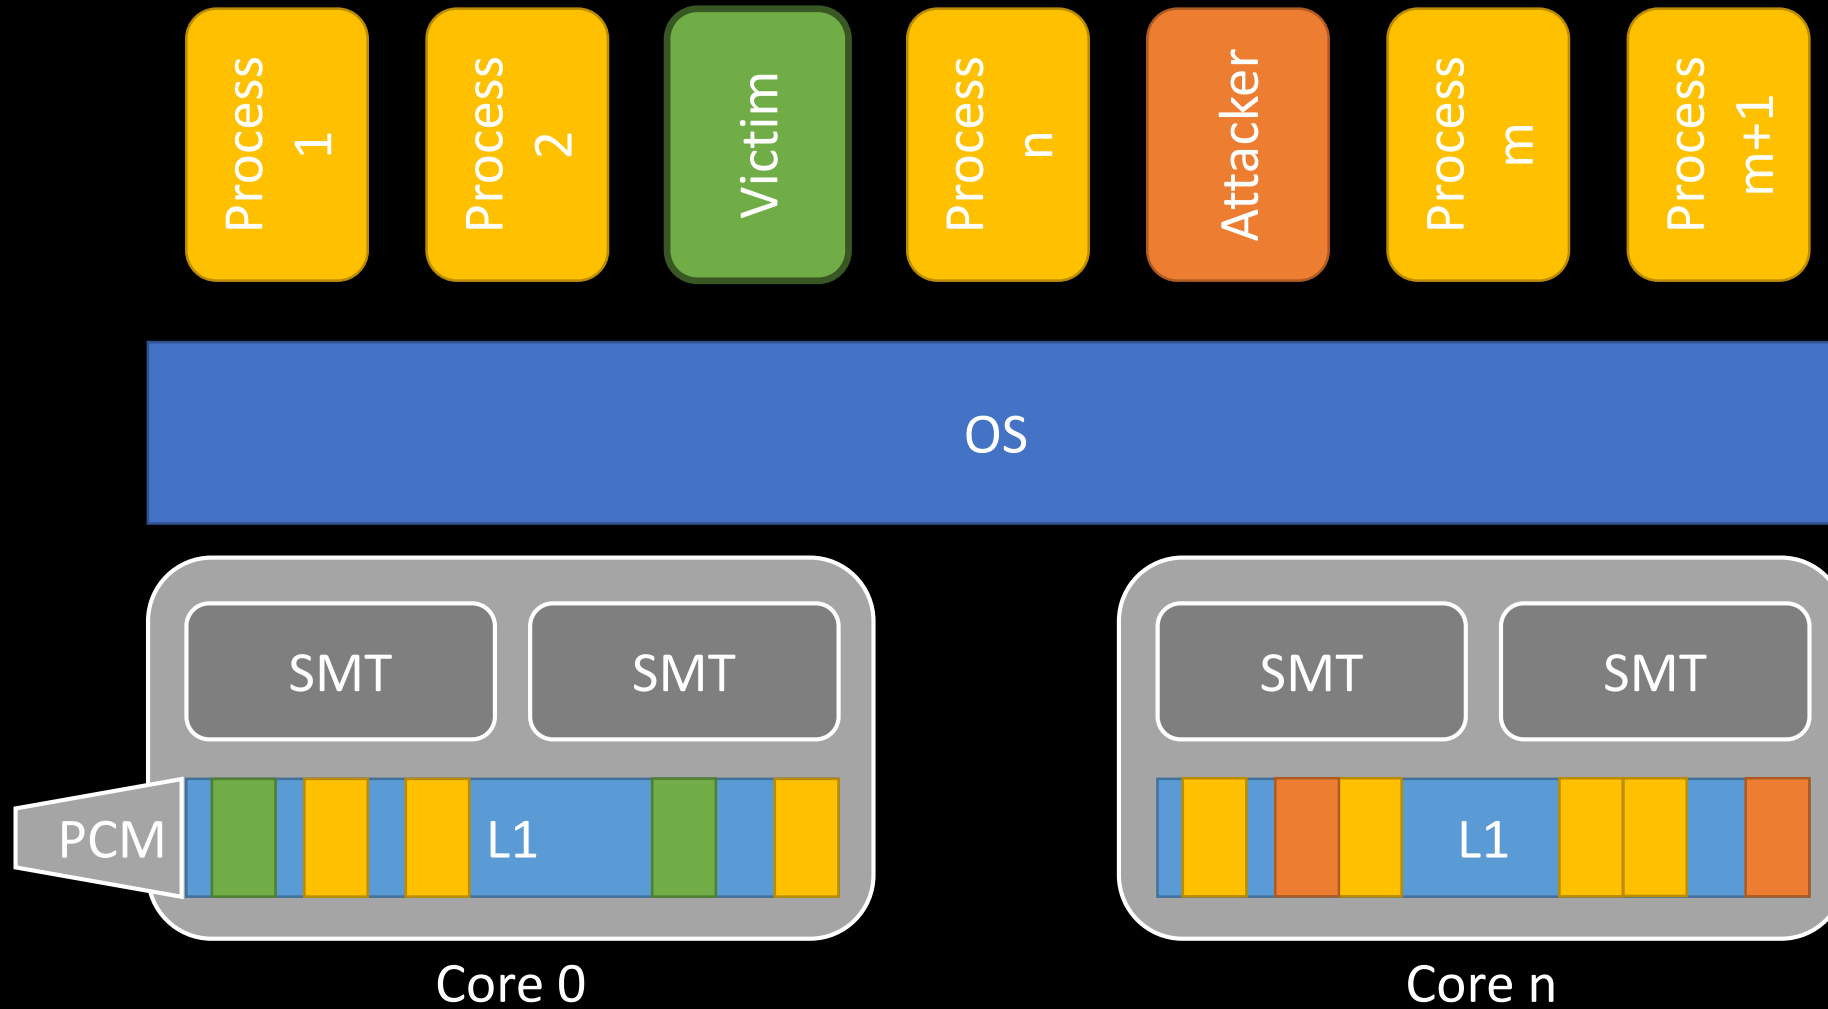 Process
1
Process
2
Victim
Process
n
Attacker
Process
m
Process
m+1
OS
SMT
SMT
SMT
SMT
PCM
L1
L1
Core 0
Core n